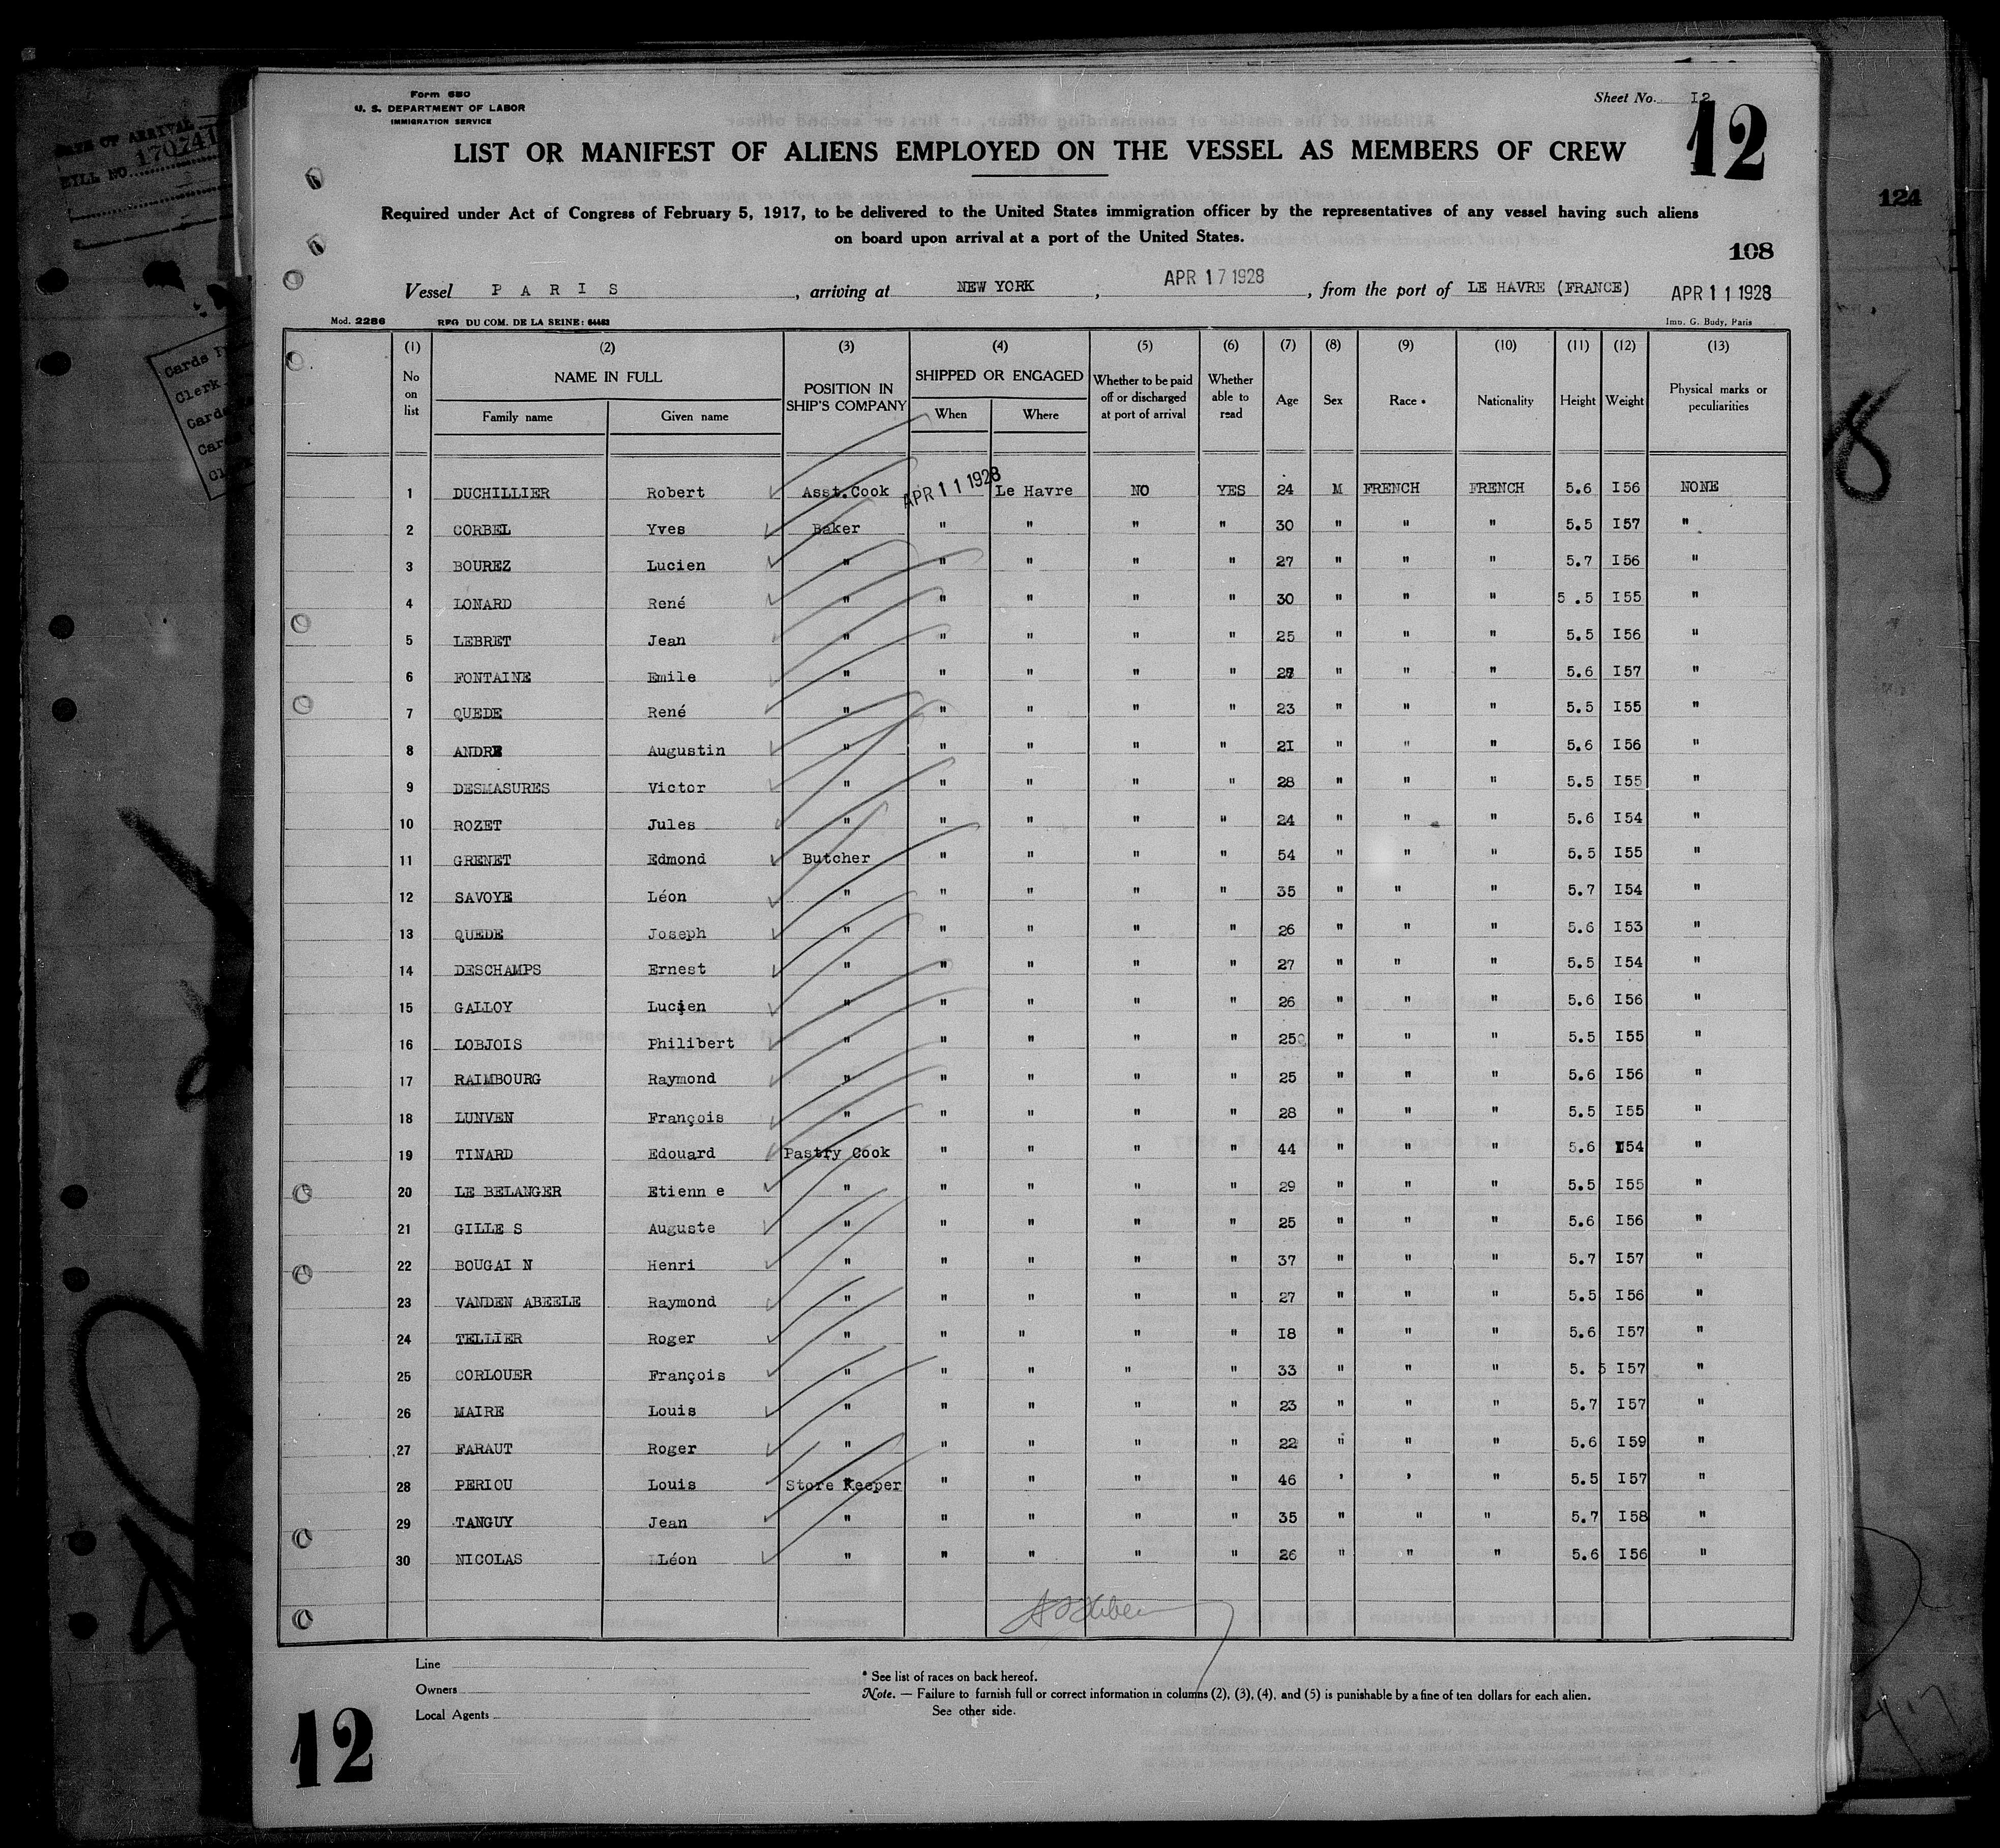 Form 680
U. S. DEPARTMENT OF LABOR
IMMIGRATION SERVICE
Sheet No. I2
12
LIST OR MANIFEST OF ALIENS EMPLOYED ON THE VESSEL AS MEMBERS OF CREW
Required under Act of Congress of February 5, 1917, to be delivered to the United States immigration officer by the representatives of any vessel having such aliens
on board upon arrival at a port of the United States.
124
108
Vessel P A R I S , arriving at NEW YORK , APR 17 1928 , from the port of LE HAVRE (FRANCE) APR 11 1928
Mod. 2286 REG. DU COM. DE LA SEINE: 64483 Imp. G. Budy, Paris
(1) (2) (3) (4) (5) (6) (7) (8) (9) (10) (11) (12) (13)
No on list NAME IN FULL Family name Given name POSITION IN SHIP'S COMPANY SHIPPED OR ENGAGED When Where Whether to be paid off or discharged at port of arrival Whether able to read Age Sex Race * Nationality Height Weight Physical marks or peculiarities
1 DUCHILLIER Robert Asst.Cook APR 11 1928 Le Havre NO YES 24 M FRENCH FRENCH 5.6 I56 NONE
2 CORBEL Yves Baker " " " " 30 " " " 5.5 I57 "
3 BOUREZ Lucien " " " " " 27 " " " 5.7 I56 "
4 LONARD René " " " " " 30 " " " 5 .5 I55 "
5 LEBRET Jean " " " " " 25 " " " 5.5 I56 "
6 FONTAINE Emile " " " " " " " " 5.6 I57 "
7 QUEDE René " " " " " 23 " " " 5.5 I55 "
8 ANDRE Augustin " " " " " 2I " " " 5.6 I56 "
9 DESMASURES Victor " " " " " 28 " " " 5.5 I55 "
10 ROZET Jules " " " " " 24 " " " 5.6 I54 "
11 GRENET Edmond Butcher " " " " 54 " " " 5.5 I55 "
12 SAVOYE Léon " " " " " 35 " " " 5.7 I54 "
13 QUEDE Joseph " " " " " 26 " " " 5.6 I53 "
14 DESCHAMPS Ernest " " " " " 27 " " " 5.5 I54 "
15 GALLOY Lucien " " " " " 26 " " " 5.6 I56 "
16 LOBJOIS Philibert " " " " " 25 " " " 5.5 I55 "
17 RAIMBOURG Raymond " " " " " 25 " " " 5.6 I56 "
18 LUNVEN François " " " " " 28 " " " 5.5 I55 "
19 TINARD Edouard Pastry Cook " " " " 44 " " " 5.6 I54 "
20 LE BELANGER Etienn e " " " " " 29 " " " 5.5 I55 "
21 GILLE S Auguste " " " " " 25 " " " 5.6 I56 "
22 BOUGAI N Henri " " " " " 37 " " " 5.7 I57 "
23 VANDEN ABEELE Raymond " " " " " 27 " " " 5.5 I56 "
24 TELLIER Roger " " " " " I8 " " " 5.6 I57 "
25 CORLOUER François " " " " " 33 " " " 5. 5 I57 "
26 MAIRE Louis " " " " " 23 " " " 5.7 I57 "
27 FARAUT Roger " " " " " 22 " " " 5.6 I59 "
28 PERIOU Louis Store Keeper " " " " 46 ' ' " 5.5 I57 "
29 TANGUY Jean " " " " " 35 " " " 5.7 I58 "
30 NICOLAS Léon " " " " " 26 " " " 5.6 I56 "
Line
Owners
Local Agents
* See list of races on back hereof.
Note. — Failure to furnish full or correct information in columns (2), (3), (4), and (5) is punishable by a fine of ten dollars for each alien.
See other side.
12